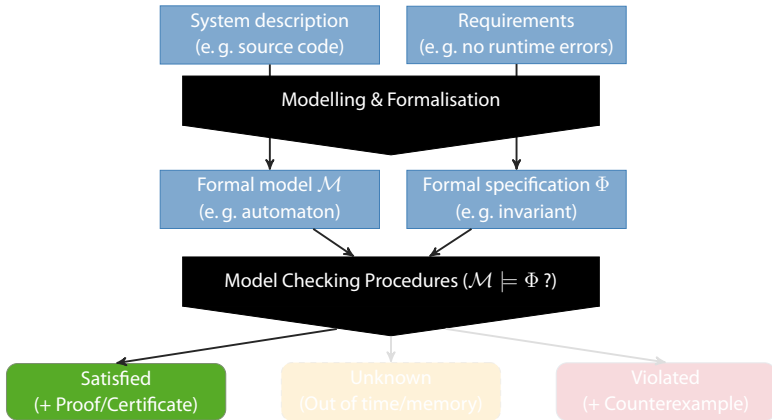 System description
(e. g. source code)
Requirements
(e. g. no runtime errors)
Modelling & Formalisation
Formal model ℳ
(e. g. automaton)
Formal specification Φ
(e. g. invariant)
Model Checking Procedures (ℳ ⊨ Φ ?)
Satisfied
(+ Proof/Certificate)
Unknown
(Out of time/memory)
Violated
(+ Counterexample)